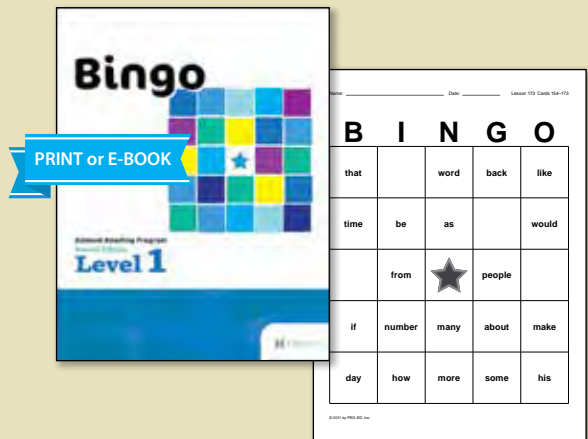 Bingo
PRINT or E-BOOK
Edmark Reading Program
Level 1
Name: Date: Lesson 173 Cards 154–173
B I N G O
that word back like
time be as would
from people
if number many about make
day how more some his
© 2011 by PRO-ED, Inc.